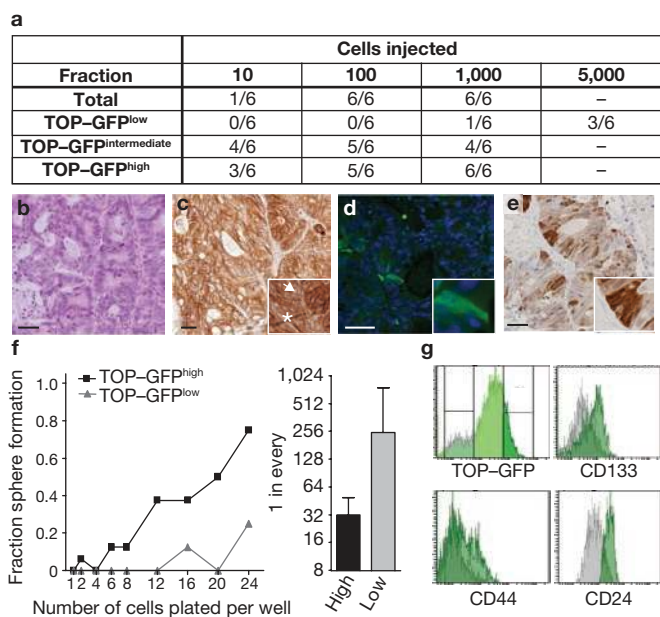 a
Cells injected
Fraction 10 100 1,000 5,000
Total 1/6 6/6 6/6 –
TOP–GFPlow 0/6 0/6 1/6 3/6
TOP–GFPintermediate 4/6 5/6 4/6 –
TOP–GFPhigh 3/6 5/6 6/6 –
b c d e
*
f
TOP–GFPhigh
TOP–GFPlow
Fraction sphere formation
1.0
0.8
0.6
0.4
0.2
0
1 2 4 6 8 12 16 20 24
Number of cells plated per well
1 in every
1,024
512
256
128
64
32
16
8
High Low
g
TOP–GFP CD133
CD44 CD24